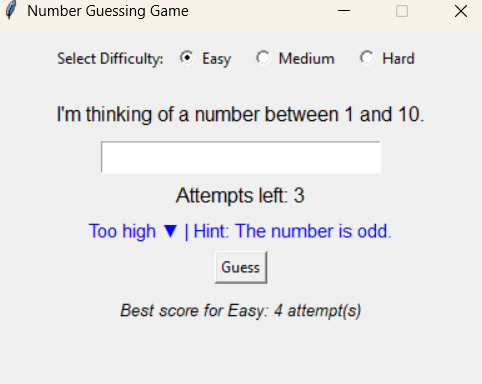 Number Guessing Game
Select Difficulty: Easy Medium Hard
I'm thinking of a number between 1 and 10.
Attempts left: 3
Too high ▼ | Hint: The number is odd.
Guess
Best score for Easy: 4 attempt(s)